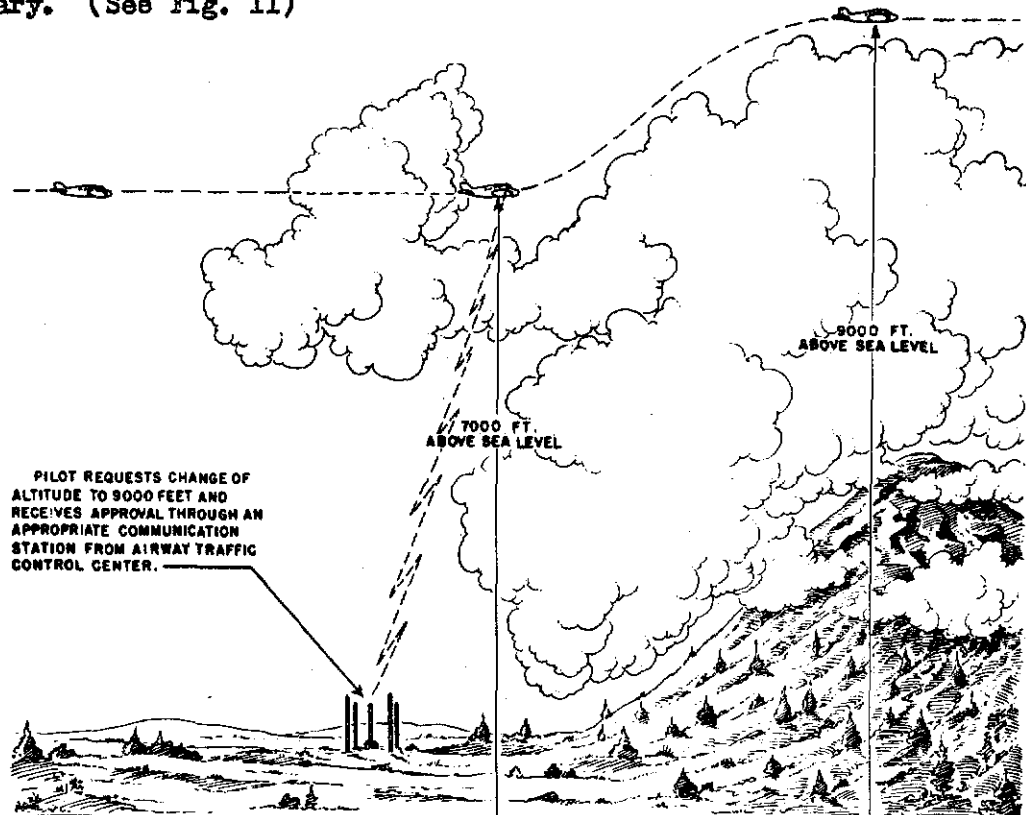 ary. (See Fig. 11)
9000 FT.
ABOVE SEA LEVEL
7000 FT.
ABOVE SEA LEVEL
PILOT REQUESTS CHANGE OF
ALTITUDE TO 9000 FEET AND
RECEIVES APPROVAL THROUGH AN
APPROPRIATE COMMUNICATION
STATION FROM AIRWAY TRAFFIC
CONTROL CENTER.